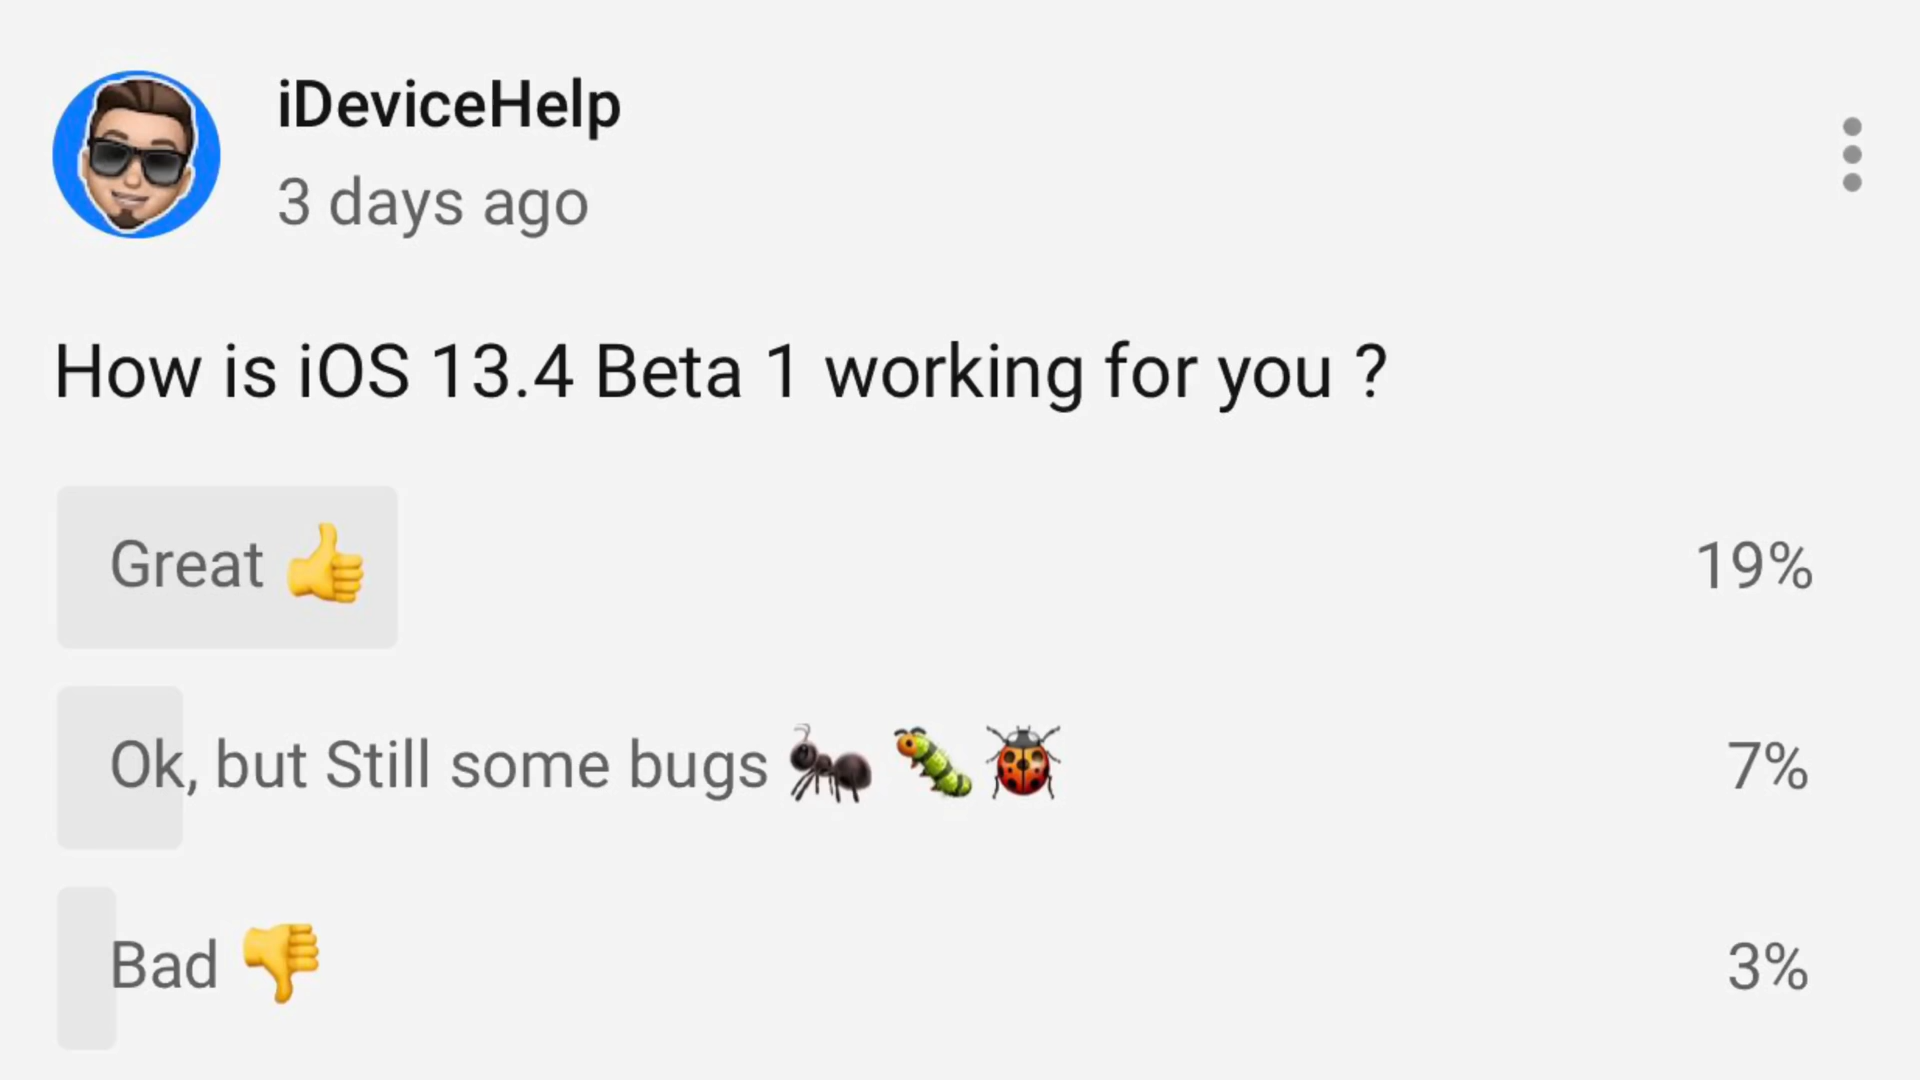 iDeviceHelp
3 days ago
How is iOS 13.4 Beta 1 working for you ?
Great 👍
19%
Ok, but Still some bugs 🐜 🐛 🐞
7%
Bad 👎
3%